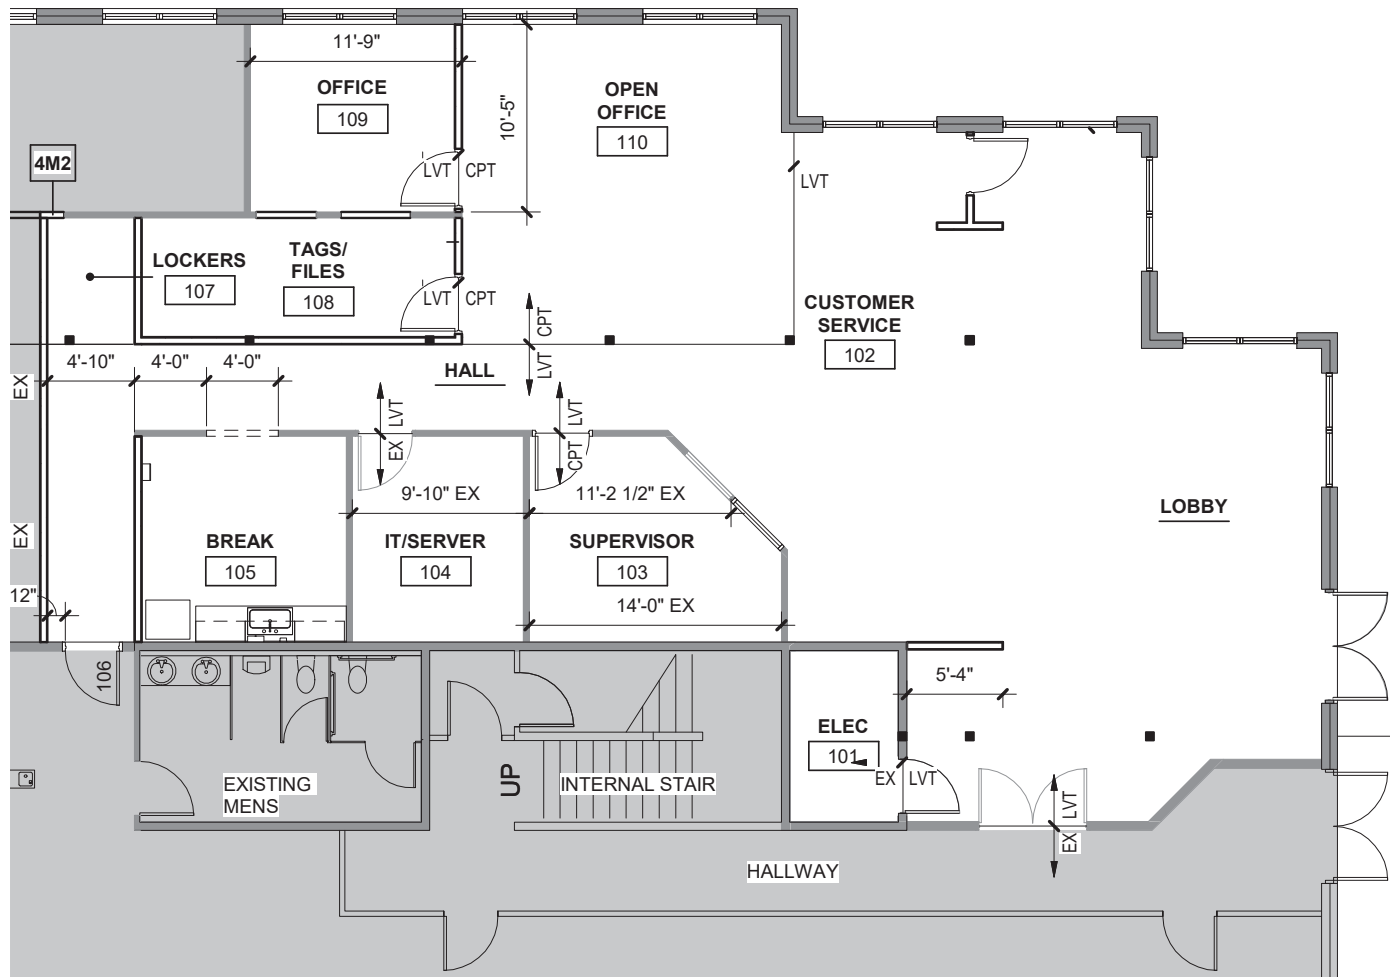 11'-9"
OFFICE
109
10'-5"
OPEN
OFFICE
110
4M2
LVT
CPT
LVT
LOCKERS
107
TAGS/
FILES
108
LVT
CPT
CPT
LVT
CUSTOMER
SERVICE
102
4'-10"
4'-0"
4'-0"
HALL
EX
LVT
EX
LVT
CPT
9'-10" EX
11'-2 1/2" EX
LOBBY
EX
BREAK
105
IT/SERVER
104
SUPERVISOR
103
12"
14'-0" EX
106
5'-4"
ELEC
101
EX
LVT
UP
EXISTING
MENS
INTERNAL STAIR
LVT
EX
HALLWAY